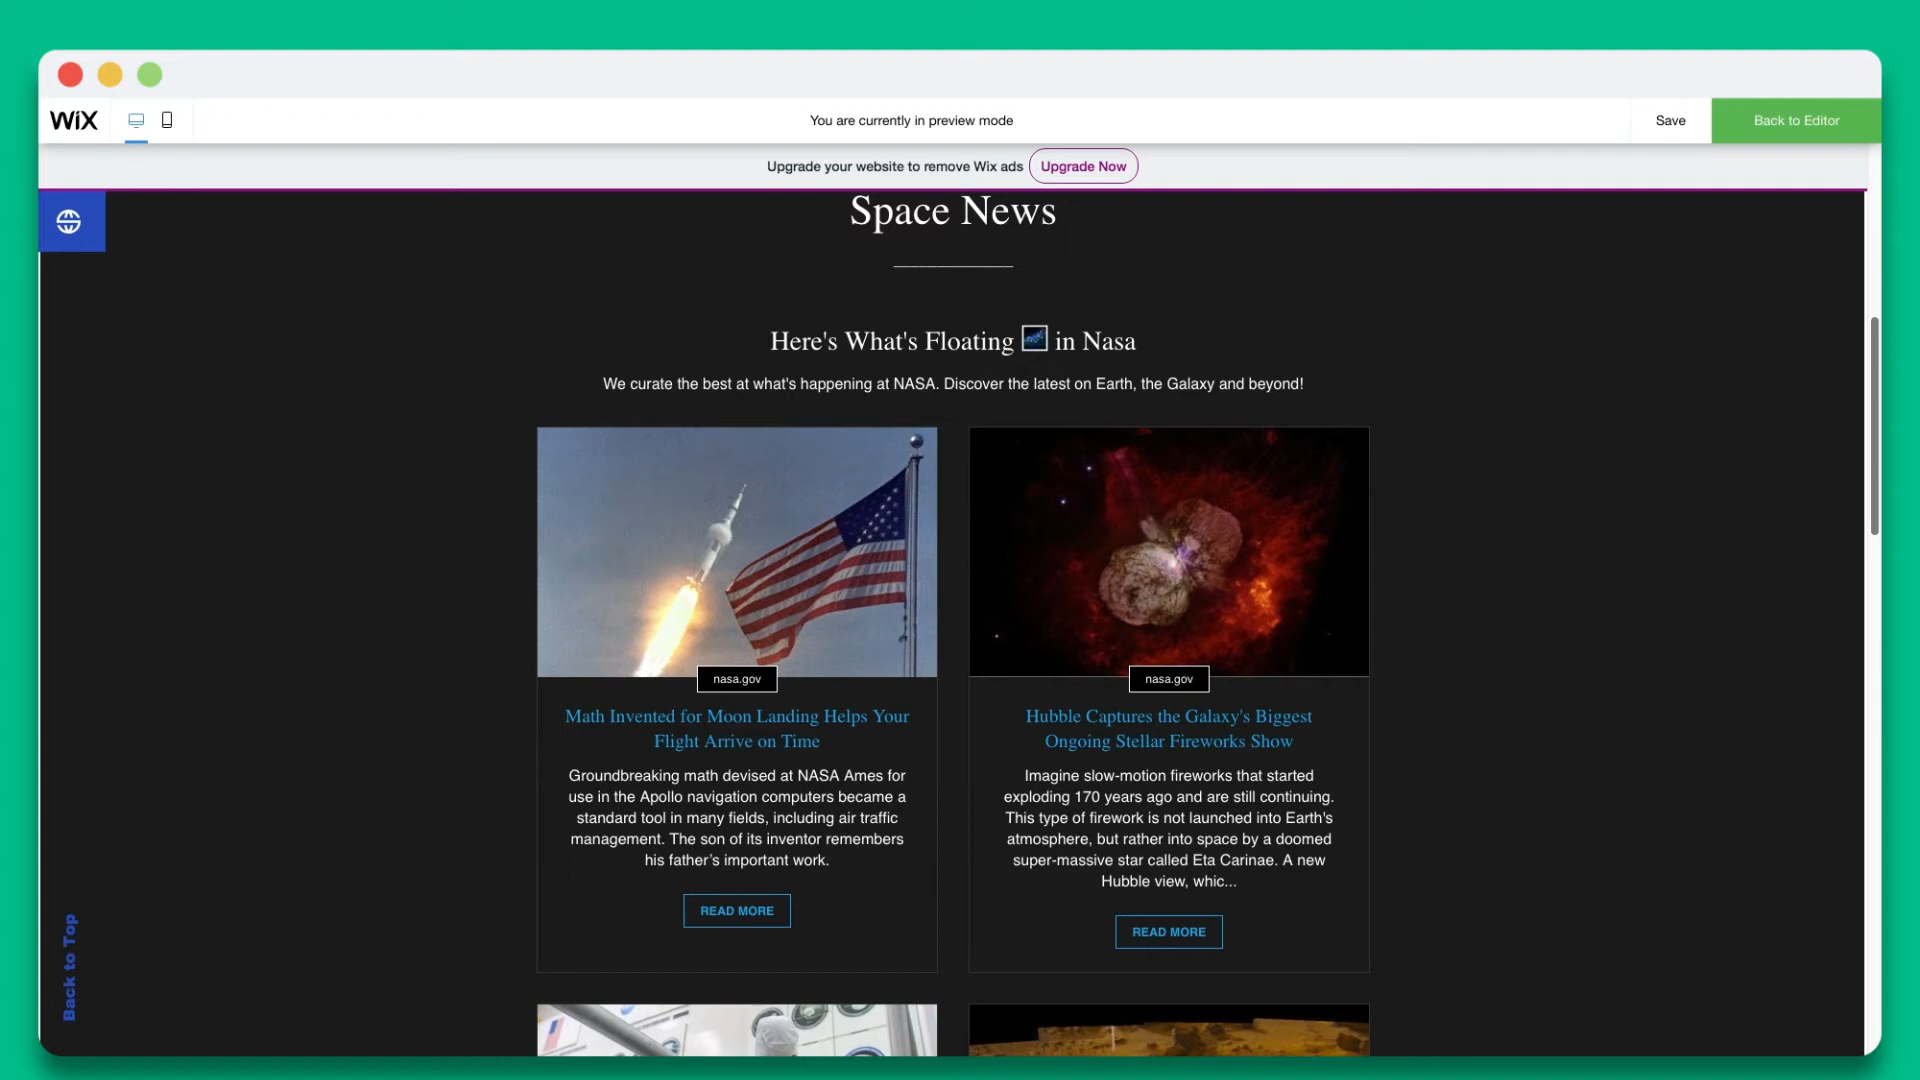 WiX
You are currently in preview mode
Save
Back to Editor
Upgrade your website to remove Wix ads
Upgrade Now
Space News
Here's What's Floating 🌌 in Nasa
We curate the best at what's happening at NASA. Discover the latest on Earth, the Galaxy and beyond!
nasa.gov
Math Invented for Moon Landing Helps Your
Flight Arrive on Time
Groundbreaking math devised at NASA Ames for
use in the Apollo navigation computers became a
standard tool in many fields, including air traffic
management. The son of its inventor remembers
his father’s important work.
READ MORE
nasa.gov
Hubble Captures the Galaxy's Biggest
Ongoing Stellar Fireworks Show
Imagine slow-motion fireworks that started
exploding 170 years ago and are still continuing.
This type of firework is not launched into Earth's
atmosphere, but rather into space by a doomed
super-massive star called Eta Carinae. A new
Hubble view, whic...
READ MORE
Back to Top